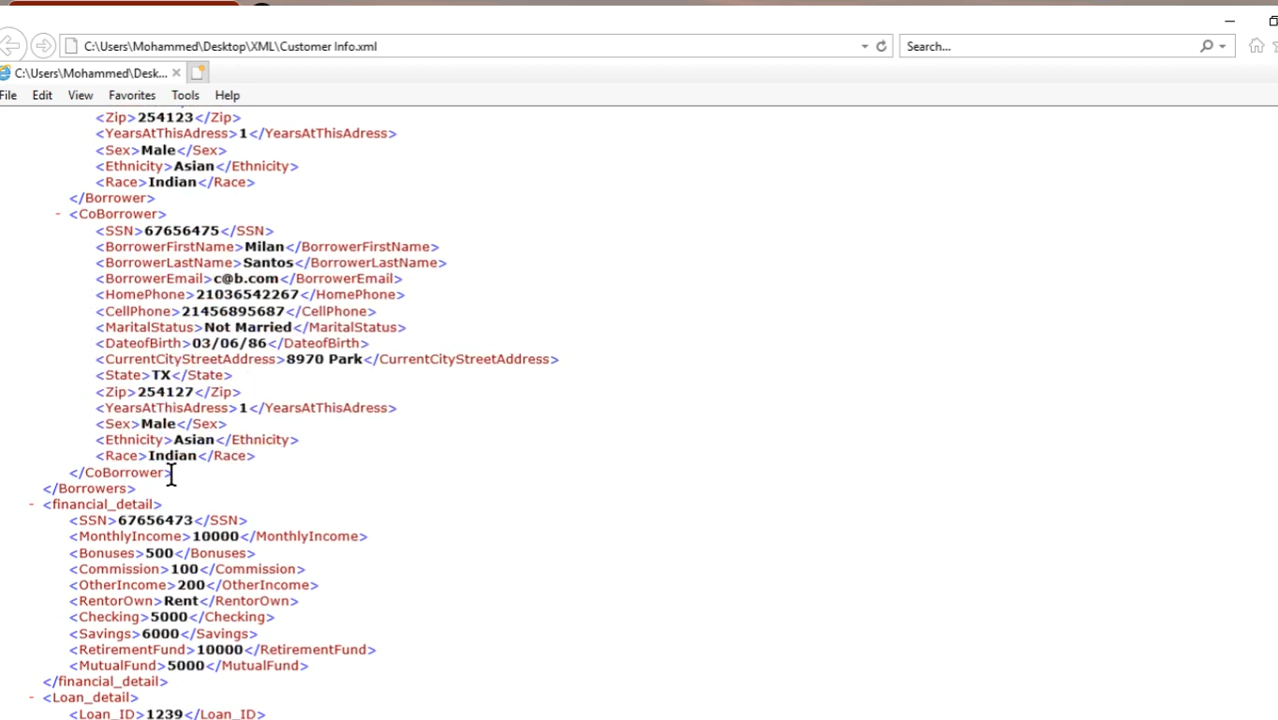 C:\Users\Mohammed\Desktop\XML\Customer Info.xml
Search...
C:\Users\Mohammed\Desk...
File Edit View Favorites Tools Help
<Zip>254123</Zip>
<YearsAtThisAdress>1</YearsAtThisAdress>
<Sex>Male</Sex>
<Ethnicity>Asian</Ethnicity>
<Race>Indian</Race>
</Borrower>
- <CoBorrower>
<SSN>67656475</SSN>
<BorrowerFirstName>Milan</BorrowerFirstName>
<BorrowerLastName>Santos</BorrowerLastName>
<BorrowerEmail>c@b.com</BorrowerEmail>
<HomePhone>21036542267</HomePhone>
<CellPhone>21456895687</CellPhone>
<MaritalStatus>Not Married</MaritalStatus>
<DateofBirth>03/06/86</DateofBirth>
<CurrentCityStreetAddress>8970 Park</CurrentCityStreetAddress>
<State>TX</State>
<Zip>254127</Zip>
<YearsAtThisAdress>1</YearsAtThisAdress>
<Sex>Male</Sex>
<Ethnicity>Asian</Ethnicity>
<Race>Indian</Race>
</CoBorrower>
</Borrowers>
- <financial_detail>
<SSN>67656473</SSN>
<MonthlyIncome>10000</MonthlyIncome>
<Bonuses>500</Bonuses>
<Commission>100</Commission>
<OtherIncome>200</OtherIncome>
<RentorOwn>Rent</RentorOwn>
<Checking>5000</Checking>
<Savings>6000</Savings>
<RetirementFund>10000</RetirementFund>
<MutualFund>5000</MutualFund>
</financial_detail>
- <Loan_detail>
<Loan_ID>1239</Loan_ID>